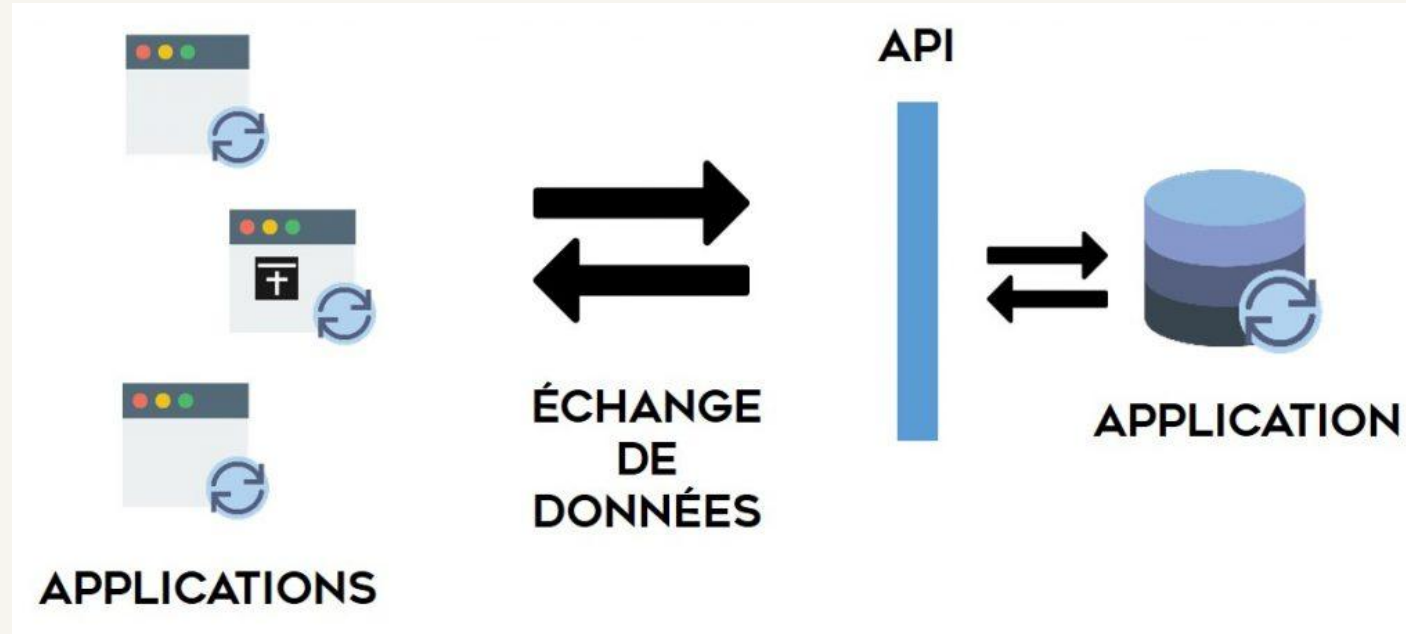 API
ÉCHANGE
DE
DONNÉES
APPLICATION
APPLICATIONS